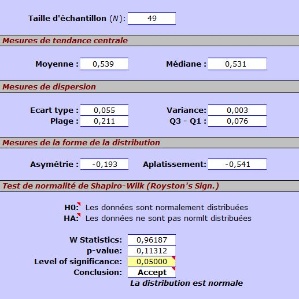 Taille d'échantillon (N): 49
Mesures de tendance centrale
Moyenne : 0,539 Médiane : 0,531
Mesures de dispersion
Ecart type : 0,055 Variance: 0,003
Plage : 0,211 Q3 - Q1 : 0,076
Mesures de la forme de la distribution
Asymétrie : -0,193 Aplatissement: -0,541
Test de normalité de Shapiro-Wilk (Royston's Sign.)
H0: Les données sont normalement distribuées
HA: Les données ne sont pas normlt distribuées
W Statistics: 0,96187
p-value: 0,11312
Level of significance: 0,05000
Conclusion: Accept
La distribution est normale